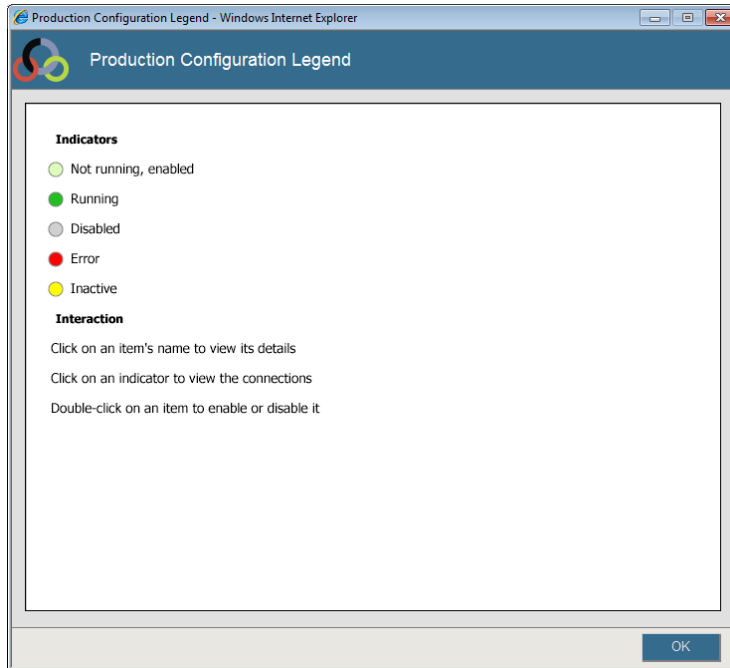 Production Configuration Legend - Windows Internet Explorer
Production Configuration Legend
Indicators
Not running, enabled
Running
Disabled
Error
Inactive
Interaction
Click on an item's name to view its details
Click on an indicator to view the connections
Double-click on an item to enable or disable it
OK